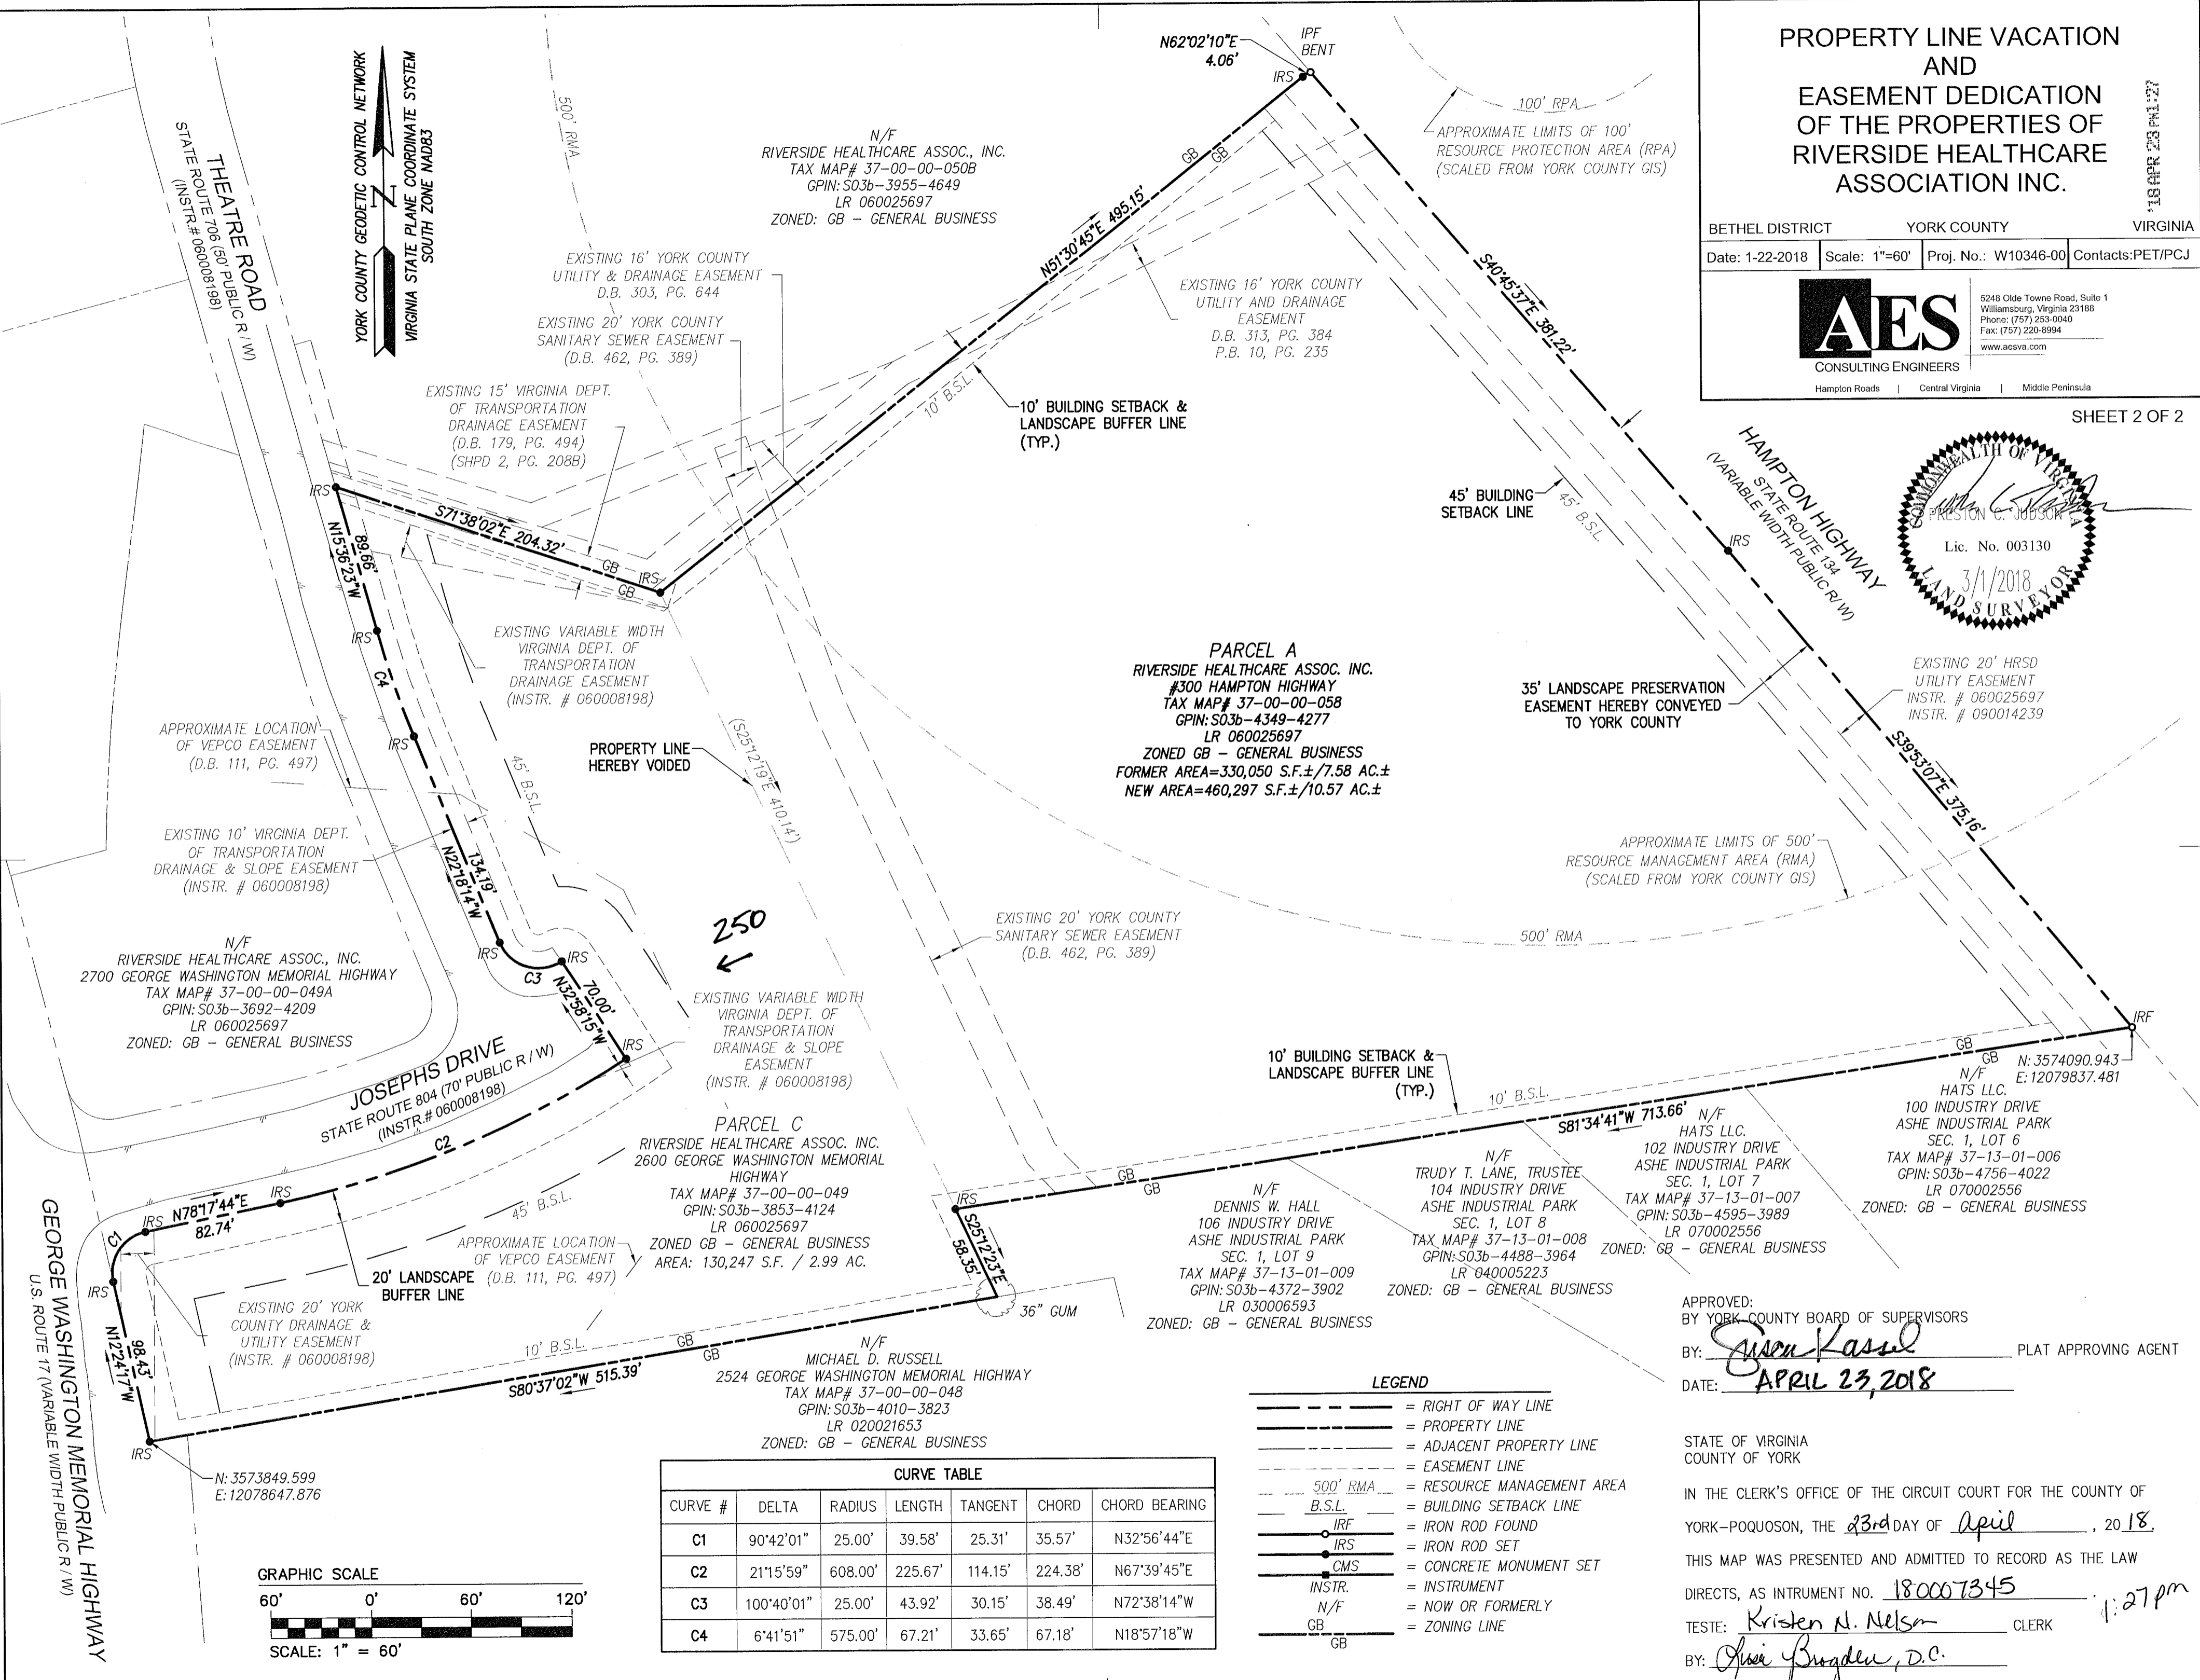 PROPERTY LINE VACATION
AND
EASEMENT DEDICATION
OF THE PROPERTIES OF
RIVERSIDE HEALTHCARE
ASSOCIATION INC.
'18 APR 23 PM 1:27
BETHEL DISTRICT YORK COUNTY VIRGINIA
Date: 1-22-2018 Scale: 1"=60' Proj. No.: W10346-00 Contacts:PET/PCJ
AES
CONSULTING ENGINEERS
5248 Olde Towne Road, Suite 1
Williamsburg, Virginia 23188
Phone: (757) 253-0040
Fax: (757) 220-8994
www.aesva.com
Hampton Roads | Central Virginia | Middle Peninsula
SHEET 2 OF 2
COMMONWEALTH OF VIRGINIA
PRESTON C. JUDSON
Lic. No. 003130
3/1/2018
LAND SURVEYOR
YORK COUNTY GEODETIC CONTROL NETWORK
N
VIRGINIA STATE PLANE COORDINATE SYSTEM
SOUTH ZONE NAD83
THEATRE ROAD
STATE ROUTE 706 (50' PUBLIC R / W)
(INSTR.# 060008198)
500' RMA
N/F
RIVERSIDE HEALTHCARE ASSOC., INC.
TAX MAP# 37-00-00-050B
GPIN: S03b-3955-4649
LR 060025697
ZONED: GB - GENERAL BUSINESS
N62°02'10"E
4.06'
IPF
BENT
IRS
100' RPA
APPROXIMATE LIMITS OF 100'
RESOURCE PROTECTION AREA (RPA)
(SCALED FROM YORK COUNTY GIS)
GB
GB
N51°30'45"E 495.15'
S40°45'37"E 381.22'
EXISTING 16' YORK COUNTY
UTILITY & DRAINAGE EASEMENT
D.B. 303, PG. 644
EXISTING 20' YORK COUNTY
SANITARY SEWER EASEMENT
(D.B. 462, PG. 389)
EXISTING 15' VIRGINIA DEPT.
OF TRANSPORTATION
DRAINAGE EASEMENT
(D.B. 179, PG. 494)
(SHPD 2, PG. 208B)
EXISTING 16' YORK COUNTY
UTILITY AND DRAINAGE
EASEMENT
D.B. 313, PG. 384
P.B. 10, PG. 235
10' B.S.L.
10' BUILDING SETBACK &
LANDSCAPE BUFFER LINE
(TYP.)
45' BUILDING
SETBACK LINE
45' B.S.L.
HAMPTON HIGHWAY
STATE ROUTE 134
(VARIABLE WIDTH PUBLIC R/ W)
IRS
IRS
S71°38'02"E 204.32'
GB
GB
IRS
89.66'
N15°36'23"W
IRS
C4
IRS
EXISTING VARIABLE WIDTH
VIRGINIA DEPT. OF
TRANSPORTATION
DRAINAGE EASEMENT
(INSTR. # 060008198)
APPROXIMATE LOCATION
OF VEPCO EASEMENT
(D.B. 111, PG. 497)
PROPERTY LINE
HEREBY VOIDED
(S25°12'19"E 410.14')
45' B.S.L.
PARCEL A
RIVERSIDE HEALTHCARE ASSOC. INC.
#300 HAMPTON HIGHWAY
TAX MAP# 37-00-00-058
GPIN: S03b-4349-4277
LR 060025697
ZONED GB - GENERAL BUSINESS
FORMER AREA=330,050 S.F.±/7.58 AC.±
NEW AREA=460,297 S.F.±/10.57 AC.±
35' LANDSCAPE PRESERVATION
EASEMENT HEREBY CONVEYED
TO YORK COUNTY
EXISTING 20' HRSD
UTILITY EASEMENT
INSTR. # 060025697
INSTR. # 090014239
S39°53'07"E 375.16'
APPROXIMATE LIMITS OF 500'
RESOURCE MANAGEMENT AREA (RMA)
(SCALED FROM YORK COUNTY GIS)
500' RMA
EXISTING 10' VIRGINIA DEPT.
OF TRANSPORTATION
DRAINAGE & SLOPE EASEMENT
(INSTR. # 060008198)
134.19'
N22°18'14"W
IRS
C3
IRS
70.00'
N32°58'15"W
IRS
250
EXISTING 20' YORK COUNTY
SANITARY SEWER EASEMENT
(D.B. 462, PG. 389)
N/F
RIVERSIDE HEALTHCARE ASSOC., INC.
2700 GEORGE WASHINGTON MEMORIAL HIGHWAY
TAX MAP# 37-00-00-049A
GPIN: S03b-3692-4209
LR 060025697
ZONED: GB - GENERAL BUSINESS
EXISTING VARIABLE WIDTH
VIRGINIA DEPT. OF
TRANSPORTATION
DRAINAGE & SLOPE
EASEMENT
(INSTR. # 060008198)
JOSEPHS DRIVE
STATE ROUTE 804 (70' PUBLIC R / W)
(INSTR.# 060008198)
C2
PARCEL C
RIVERSIDE HEALTHCARE ASSOC. INC.
2600 GEORGE WASHINGTON MEMORIAL
HIGHWAY
TAX MAP# 37-00-00-049
GPIN: S03b-3853-4124
LR 060025697
ZONED GB - GENERAL BUSINESS
AREA: 130,247 S.F. / 2.99 AC.
10' BUILDING SETBACK &
LANDSCAPE BUFFER LINE
(TYP.)
10' B.S.L.
S81°34'41"W 713.66'
GB
GB
IRF
N: 3574090.943
E: 12079837.481
N/F
HATS LLC.
100 INDUSTRY DRIVE
ASHE INDUSTRIAL PARK
SEC. 1, LOT 6
TAX MAP# 37-13-01-006
GPIN: S03b-4756-4022
LR 070002556
ZONED: GB - GENERAL BUSINESS
N/F
HATS LLC.
102 INDUSTRY DRIVE
ASHE INDUSTRIAL PARK
SEC. 1, LOT 7
TAX MAP# 37-13-01-007
GPIN: S03b-4595-3989
LR 070002556
ZONED: GB - GENERAL BUSINESS
N/F
TRUDY T. LANE, TRUSTEE
104 INDUSTRY DRIVE
ASHE INDUSTRIAL PARK
SEC. 1, LOT 8
TAX MAP# 37-13-01-008
GPIN: S03b-4488-3964
LR 040005223
ZONED: GB - GENERAL BUSINESS
N/F
DENNIS W. HALL
106 INDUSTRY DRIVE
ASHE INDUSTRIAL PARK
SEC. 1, LOT 9
TAX MAP# 37-13-01-009
GPIN: S03b-4372-3902
LR 030006593
ZONED: GB - GENERAL BUSINESS
GB
GB
IRS
S25°12'23"E
58.35'
36" GUM
IRS
N78°17'44"E
82.74'
IRS
C1
IRS
45' B.S.L.
APPROXIMATE LOCATION
OF VEPCO EASEMENT
(D.B. 111, PG. 497)
20' LANDSCAPE
BUFFER LINE
EXISTING 20' YORK
COUNTY DRAINAGE &
UTILITY EASEMENT
(INSTR. # 060008198)
98.43'
N12°24'17"W
IRS
GEORGE WASHINGTON MEMORIAL HIGHWAY
U.S. ROUTE 17 (VARIABLE WIDTH PUBLIC R / W)
10' B.S.L.
GB
GB
S80°37'02"W 515.39'
N: 3573849.599
E: 12078647.876
N/F
MICHAEL D. RUSSELL
2524 GEORGE WASHINGTON MEMORIAL HIGHWAY
TAX MAP# 37-00-00-048
GPIN: S03b-4010-3823
LR 020021653
ZONED: GB - GENERAL BUSINESS
GRAPHIC SCALE
60' 0' 60' 120'
SCALE: 1" = 60'
CURVE TABLE
CURVE # DELTA RADIUS LENGTH TANGENT CHORD CHORD BEARING
C1 90°42'01" 25.00' 39.58' 25.31' 35.57' N32°56'44"E
C2 21°15'59" 608.00' 225.67' 114.15' 224.38' N67°39'45"E
C3 100°40'01" 25.00' 43.92' 30.15' 38.49' N72°38'14"W
C4 6°41'51" 575.00' 67.21' 33.65' 67.18' N18°57'18"W
LEGEND
= RIGHT OF WAY LINE
= PROPERTY LINE
= ADJACENT PROPERTY LINE
= EASEMENT LINE
500' RMA = RESOURCE MANAGEMENT AREA
B.S.L. = BUILDING SETBACK LINE
IRF = IRON ROD FOUND
IRS = IRON ROD SET
CMS = CONCRETE MONUMENT SET
INSTR. = INSTRUMENT
N/F = NOW OR FORMERLY
GB = ZONING LINE
GB
APPROVED:
BY YORK COUNTY BOARD OF SUPERVISORS
BY: Susan Kassel PLAT APPROVING AGENT
DATE: APRIL 23, 2018
STATE OF VIRGINIA
COUNTY OF YORK
IN THE CLERK'S OFFICE OF THE CIRCUIT COURT FOR THE COUNTY OF
YORK-POQUOSON, THE 23rd DAY OF April , 20 18.
THIS MAP WAS PRESENTED AND ADMITTED TO RECORD AS THE LAW
DIRECTS, AS INTRUMENT NO. 180007345 .
1:27 pm
TESTE: Kristen N. Nelson CLERK
BY: Brogden, D.C.